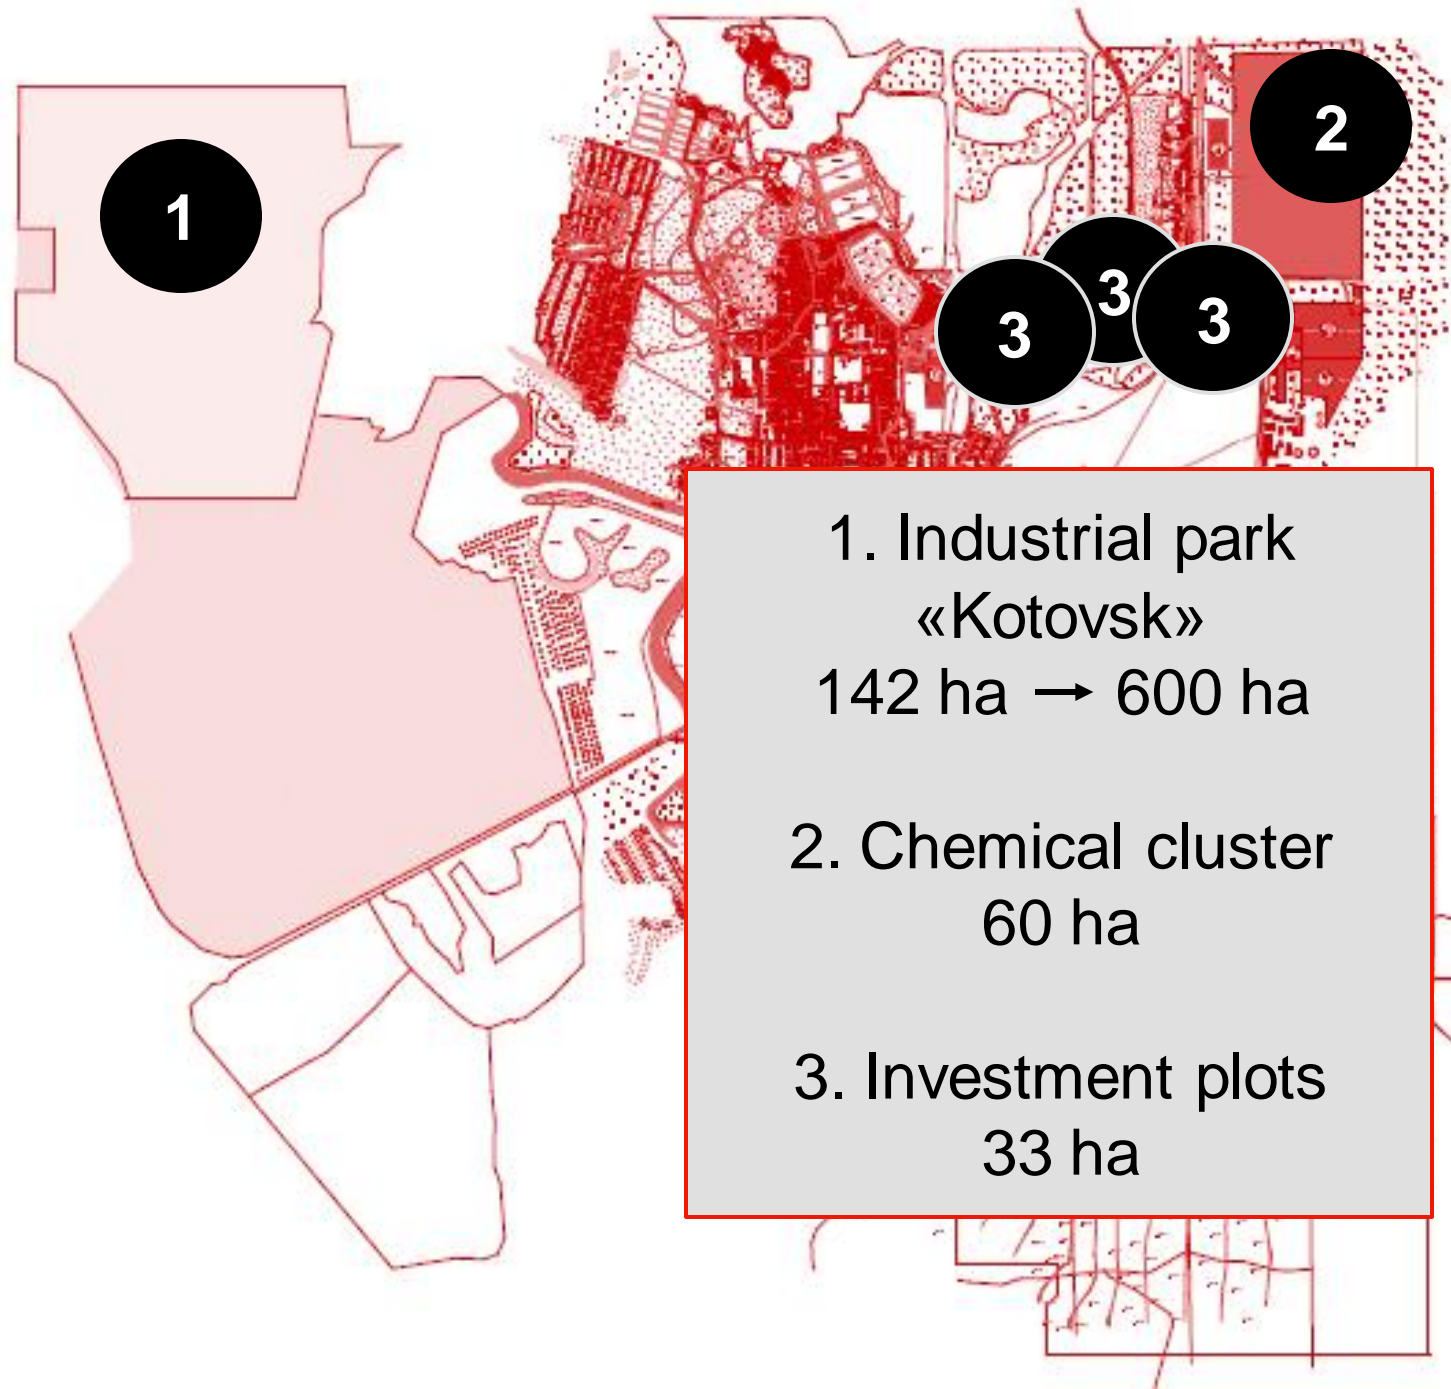 1
2
3
3
3
1. Industrial park
«Kotovsk»
142 ha → 600 ha
2. Chemical cluster
60 ha
3. Investment plots
33 ha